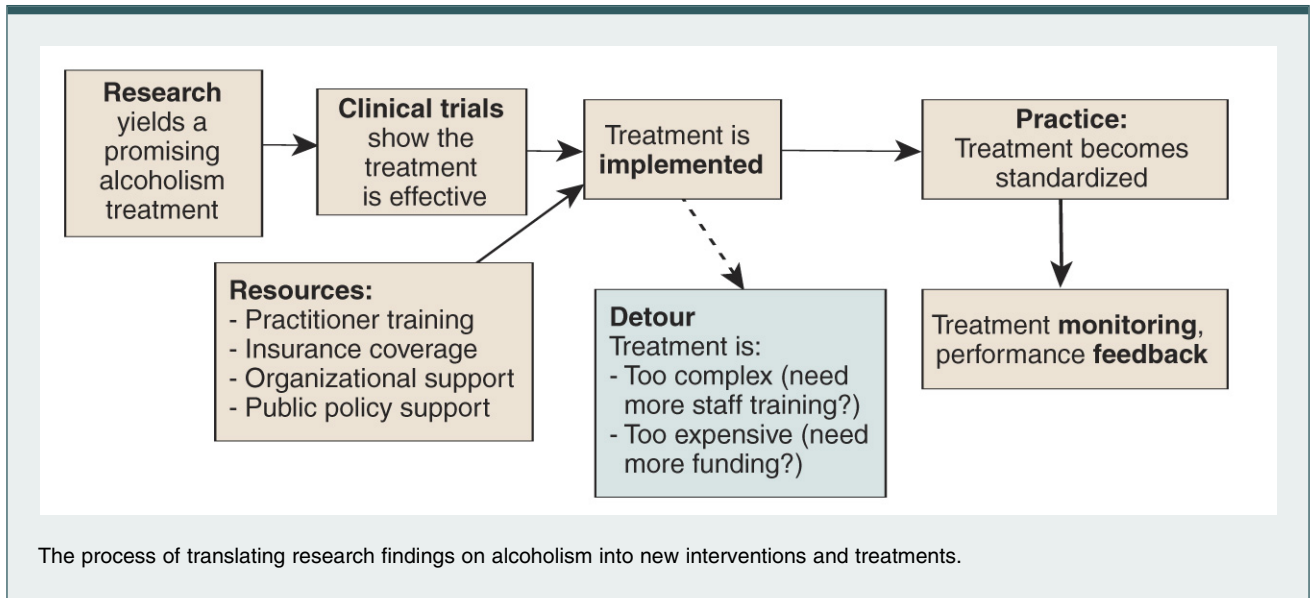 Research
yields a
promising
alcoholism
treatment
Clinical trials
show the
treatment
is effective
Treatment is
implemented
Practice:
Treatment becomes
standardized
Resources:
- Practitioner training
- Insurance coverage
- Organizational support
- Public policy support
Detour
Treatment is:
- Too complex (need
more staff training?)
- Too expensive (need
more funding?)
Treatment monitoring,
performance feedback
The process of translating research findings on alcoholism into new interventions and treatments.